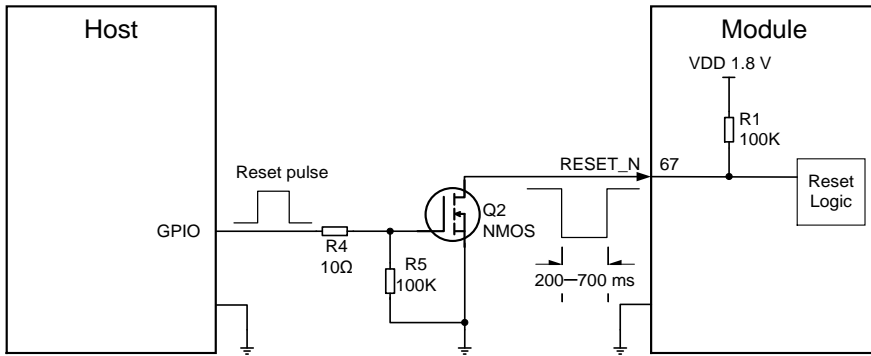 Host
Module
VDD 1.8 V
R1
100K
RESET_N
67
Reset
Logic
Reset pulse
GPIO
R4
10Ω
R5
100K
Q2
NMOS
200—700 ms